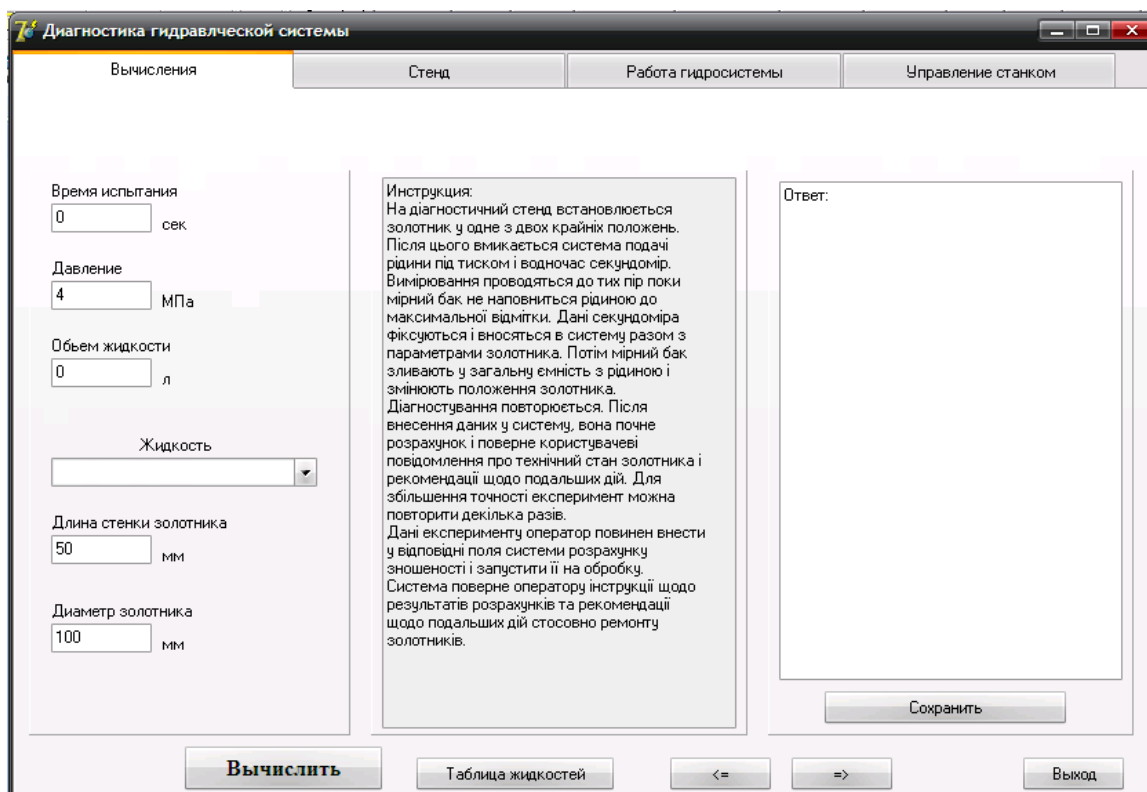 Диагностика гидравлческой системы
Вычисления
Стенд
Работа гидросистемы
Управление станком
Время испытания
0 сек
Давление
4 МПа
Обьем жидкости
0 л
Жидкость
Длина стенки золотника
50 мм
Диаметр золотника
100 мм
Инструкция:
На діагностичний стенд встановлюється
золотник у одне з двох крайніх положень.
Після цього вмикається система подачі
рідини під тиском і водночас секундомір.
Вимірювання проводяться до тих пір поки
мірний бак не наповниться рідиною до
максимальної відмітки. Дані секундоміра
фіксуються і вносяться в систему разом з
параметрами золотника. Потім мірний бак
зливають у загальну ємність з рідиною і
змінюють положення золотника.
Діагностування повторюється. Після
внесення даних у систему, вона почне
розрахунок і поверне користувачеві
повідомлення про технічний стан золотника і
рекомендації щодо подальших дій. Для
збільшення точності експеримент можна
повторити декілька разів.
Дані експерименту оператор повинен внести
у відповідні поля системи розрахунку
зношеності і запустити її на обробку.
Система поверне оператору інструкції щодо
результатів розрахунків та рекомендації
щодо подальших дій стосовно ремонту
золотників.
Ответ:
Сохранить
Вычислить
Таблица жидкостей
<=
=>
Выход